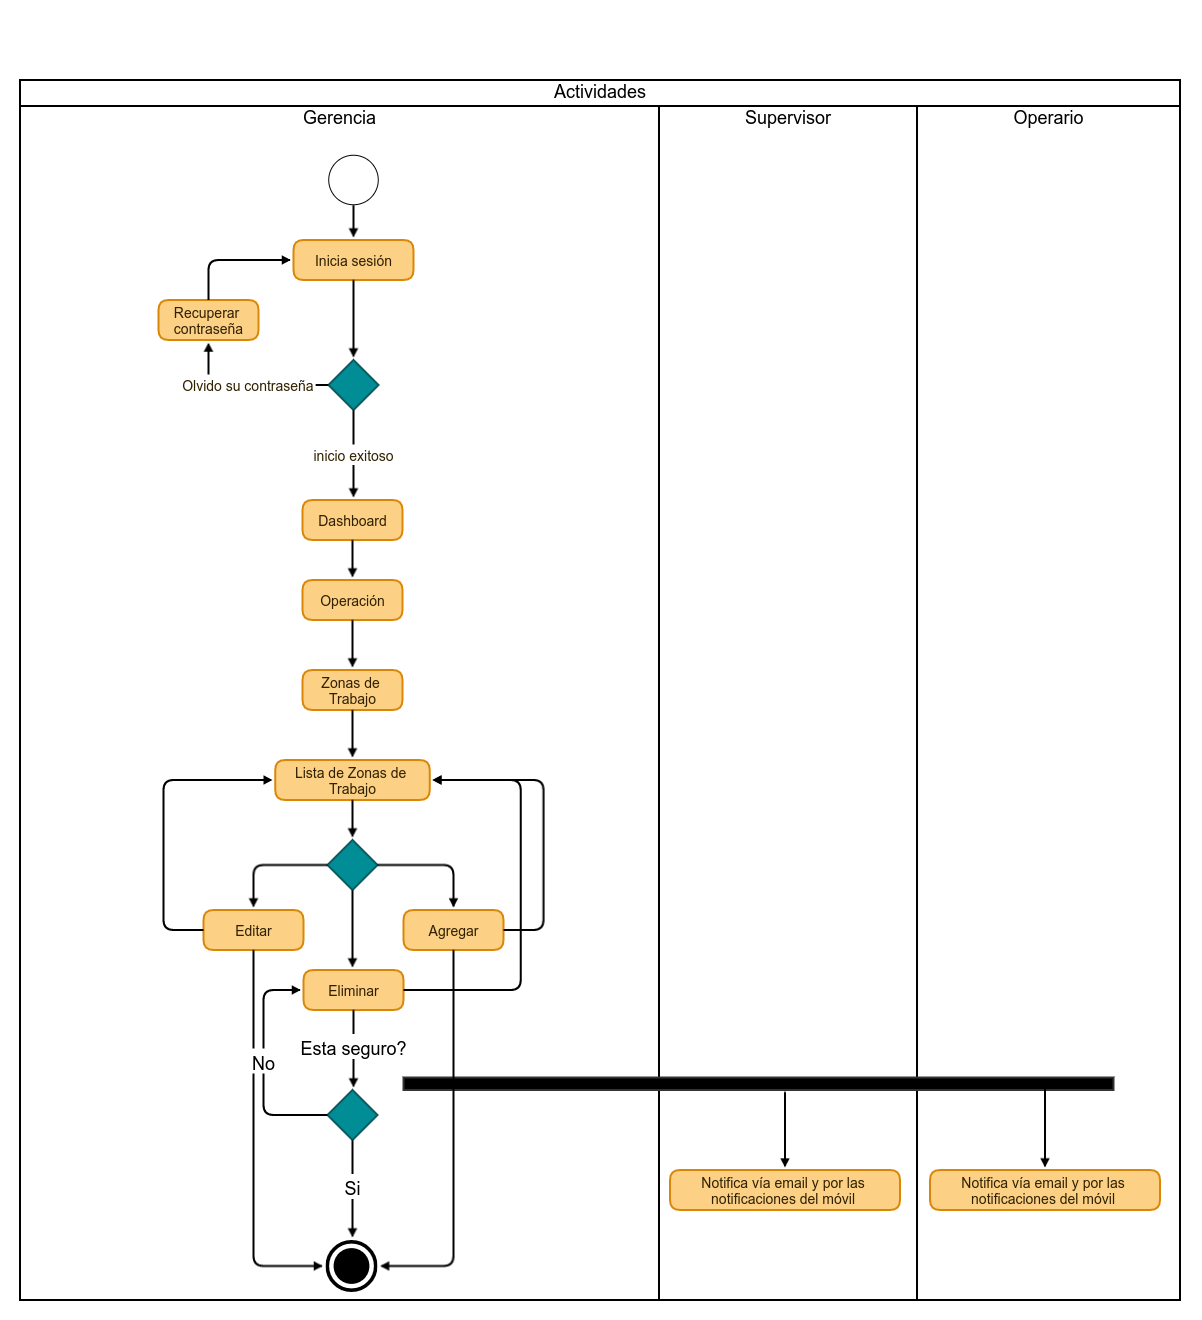 Actividades
Gerencia
Supervisor
Operario
Inicia sesión
Recuperar
contraseña
Olvido su contraseña
inicio exitoso
Dashboard
Operación
Zonas de
Trabajo
Lista de Zonas de
Trabajo
Editar
Agregar
Eliminar
Esta seguro?
No
Si
Notifica vía email y por las
notificaciones del móvil
Notifica vía email y por las
notificaciones del móvil